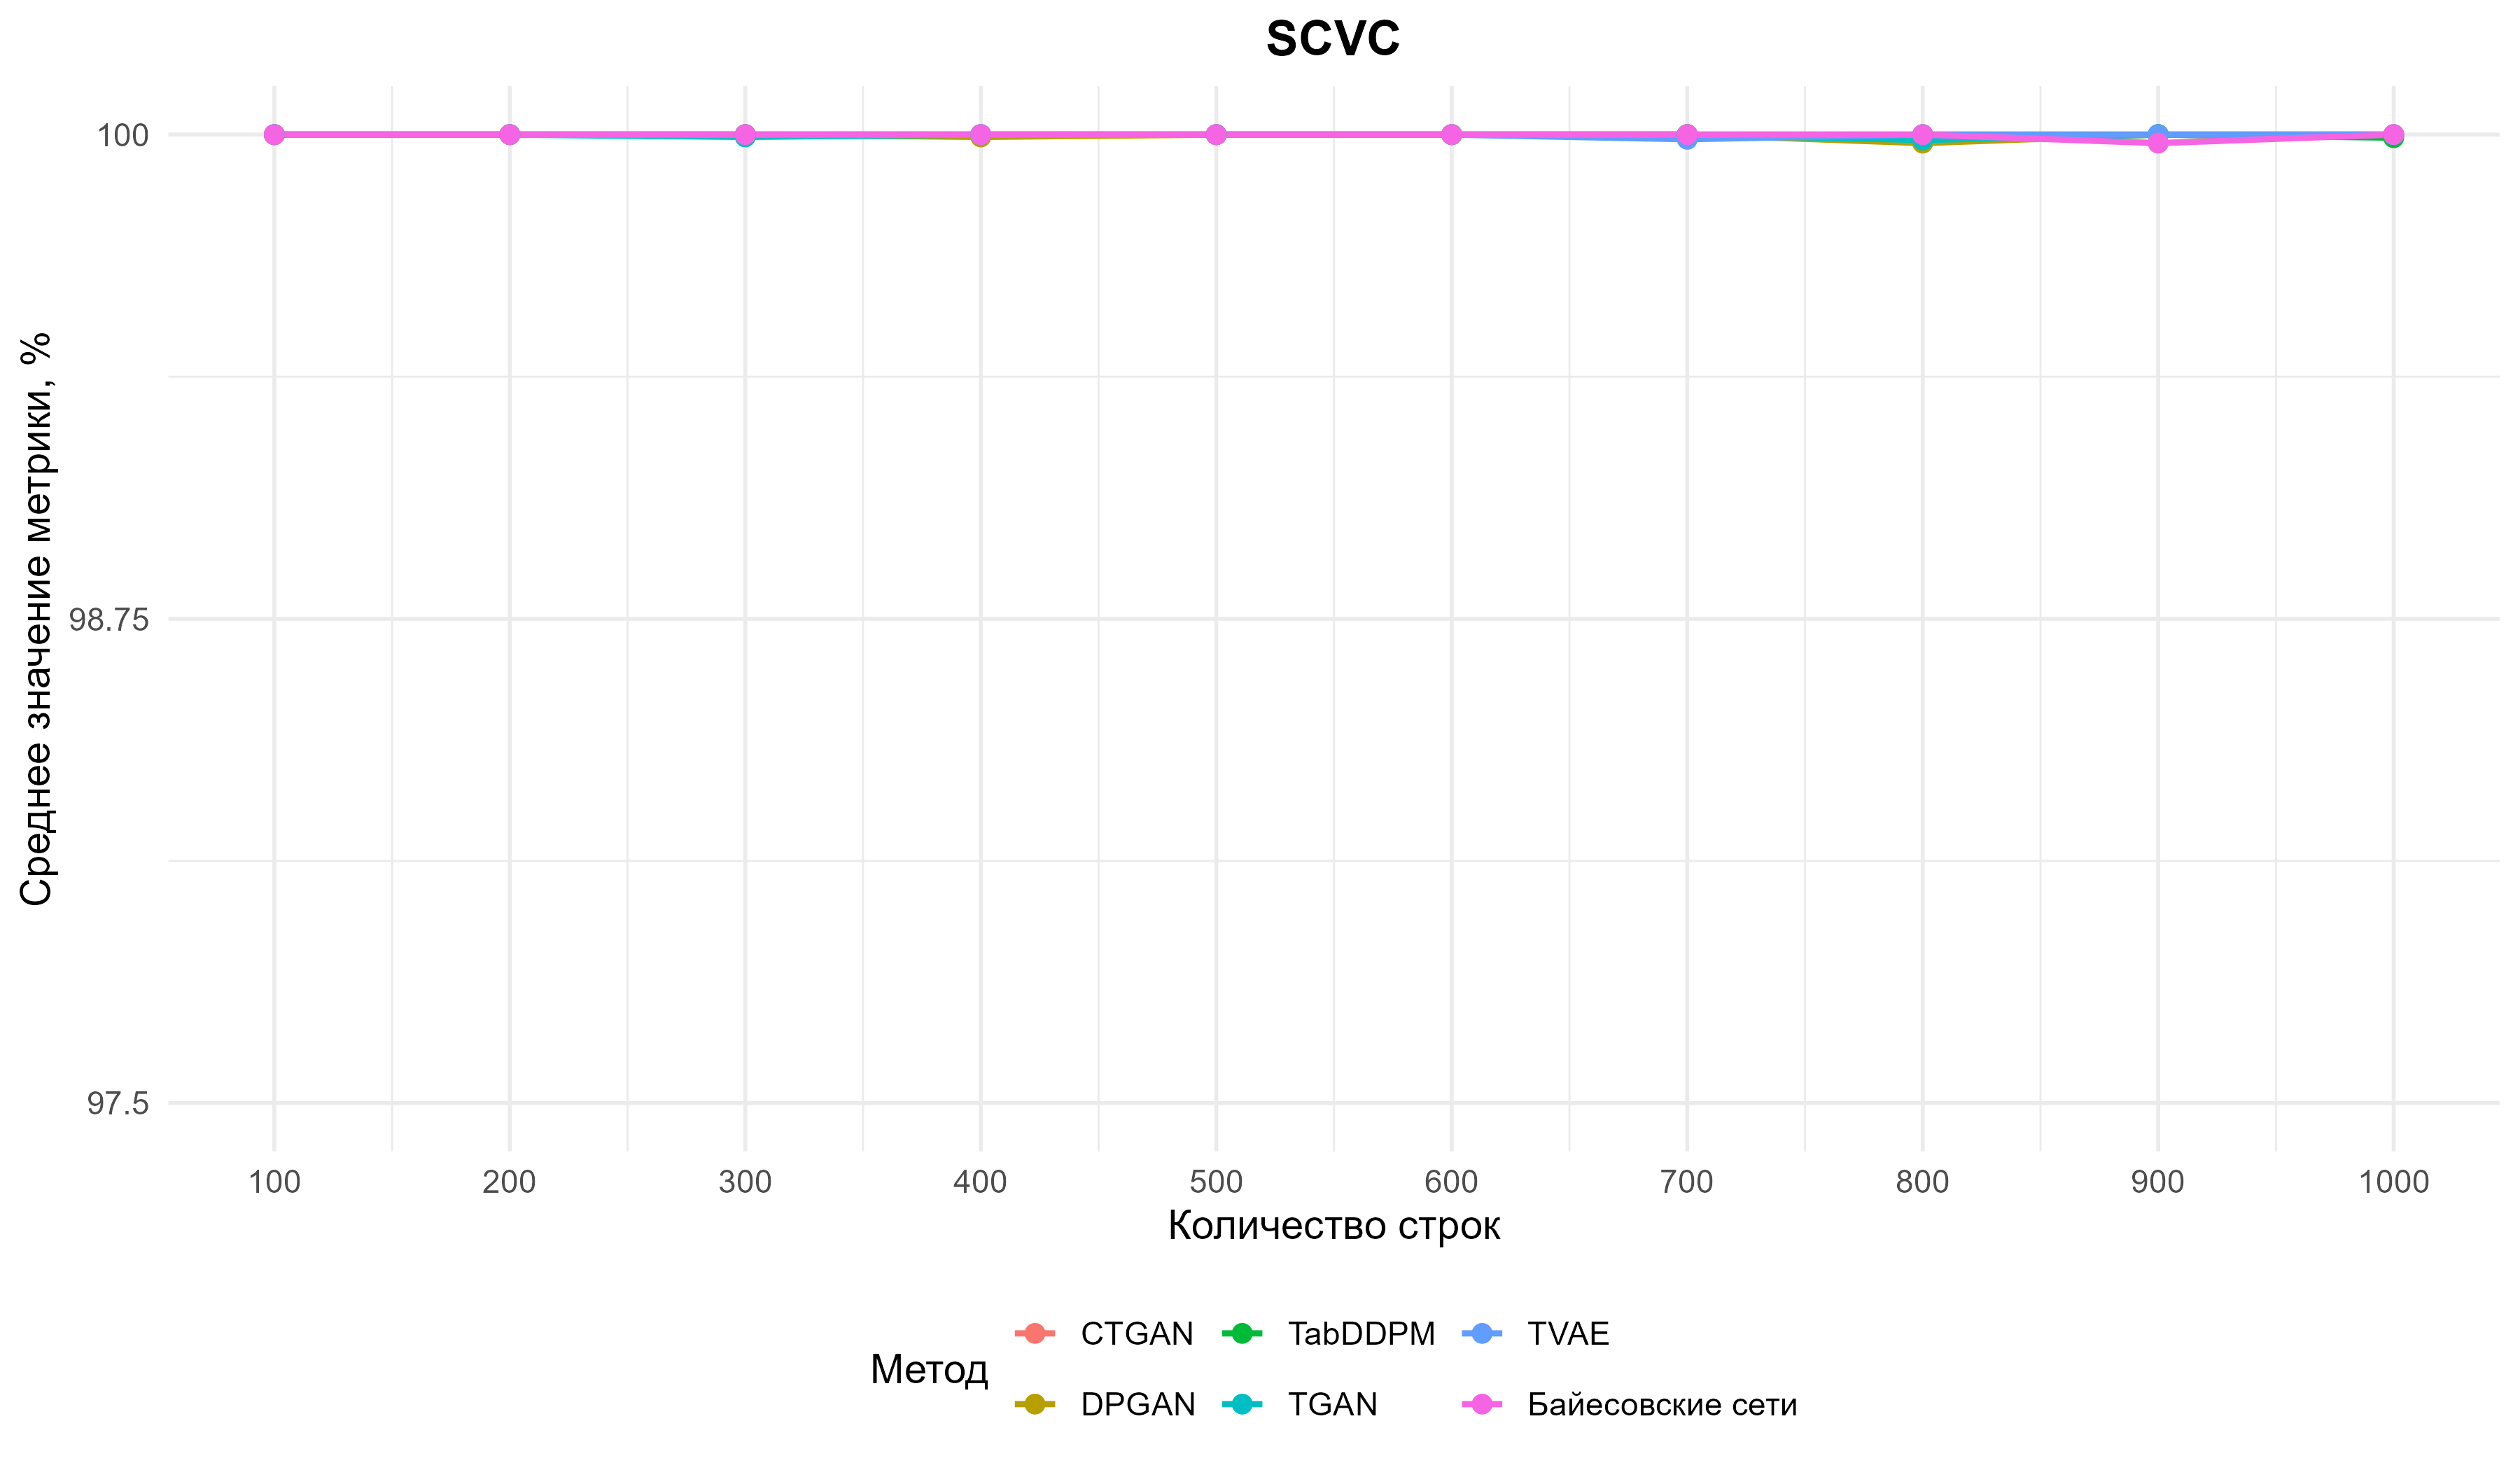 SCVC
Среднее значение метрики, %
100
98.75
97.5
100 200 300 400 500 600 700 800 900 1000
Количество строк
Метод
CTGAN TabDDPM TVAE
DPGAN TGAN Байесовские сети